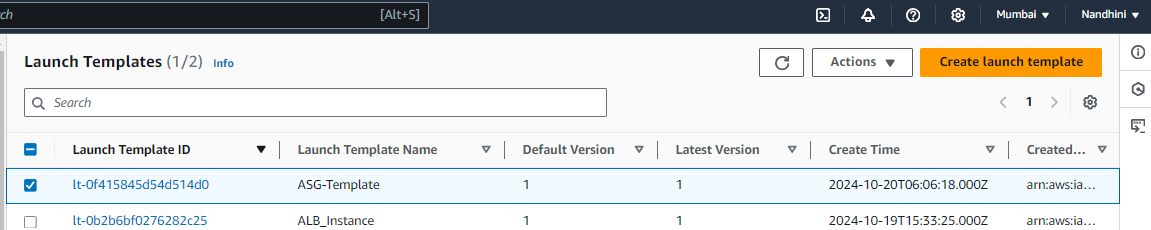 rch [Alt+S] Mumbai Nandhini
Launch Templates (1/2) Info Actions Create launch template
Search 1
Launch Template ID Launch Template Name Default Version Latest Version Create Time Created...
lt-0f415845d54d514d0 ASG-Template 1 1 2024-10-20T06:06:18.000Z arn:aws:ia...
lt-0b2b6bf0276282c25 ALB_Instance 1 1 2024-10-19T15:33:25.000Z arn:aws:ia...